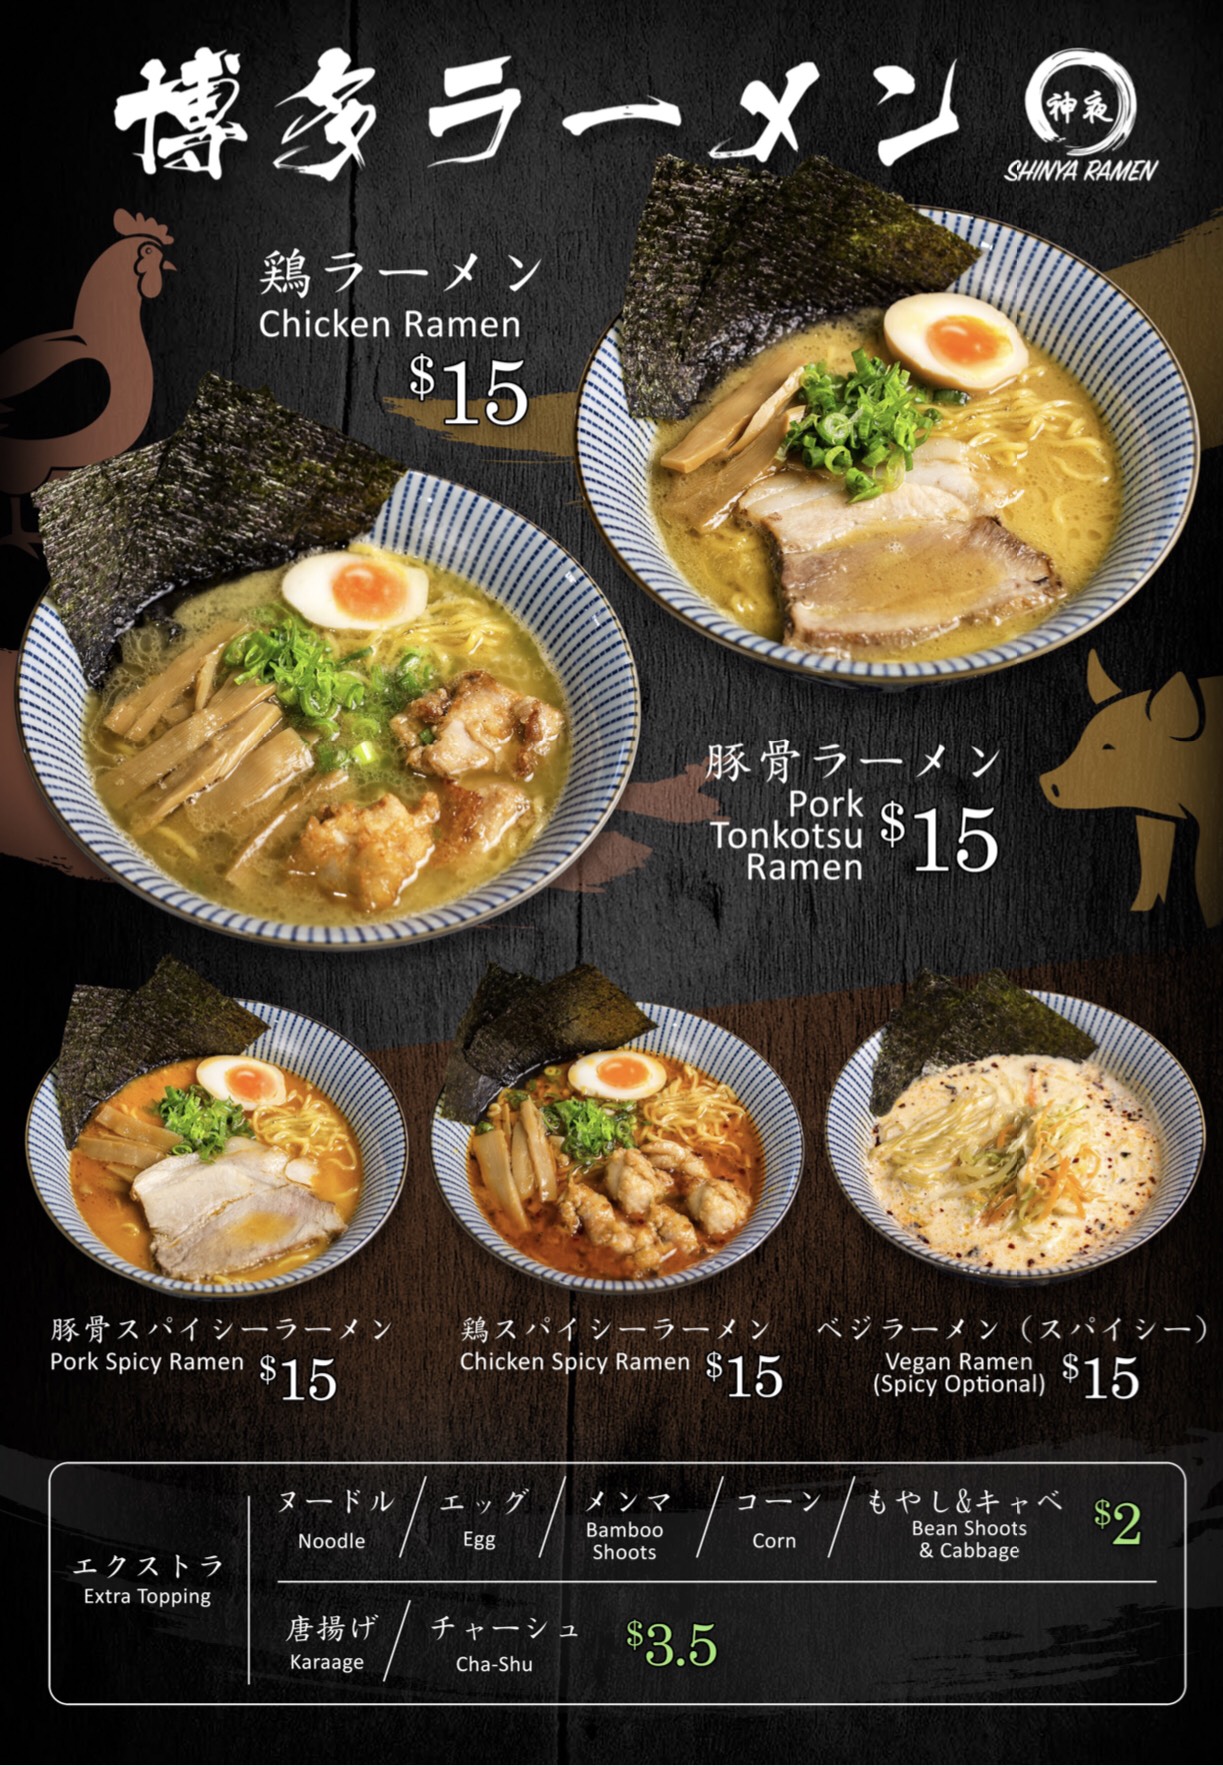 博多ラーメン
神夜
SHINYA RAMEN
鶏ラーメン
Chicken Ramen
$15
豚骨ラーメン
Pork
Tonkotsu
Ramen
$15
豚骨スパイシーラーメン
Pork Spicy Ramen $15
鶏スパイシーラーメン
Chicken Spicy Ramen $15
ベジラーメン（スパイシー）
Vegan Ramen
(Spicy Optional)
$15
エクストラ
Extra Topping
ヌードル / エッグ / メンマ / コーン / もやし&キャベ
Noodle Egg Bamboo Corn Bean Shoots
Shoots & Cabbage
$2
唐揚げ / チャーシュ
Karaage Cha-Shu
$3.5